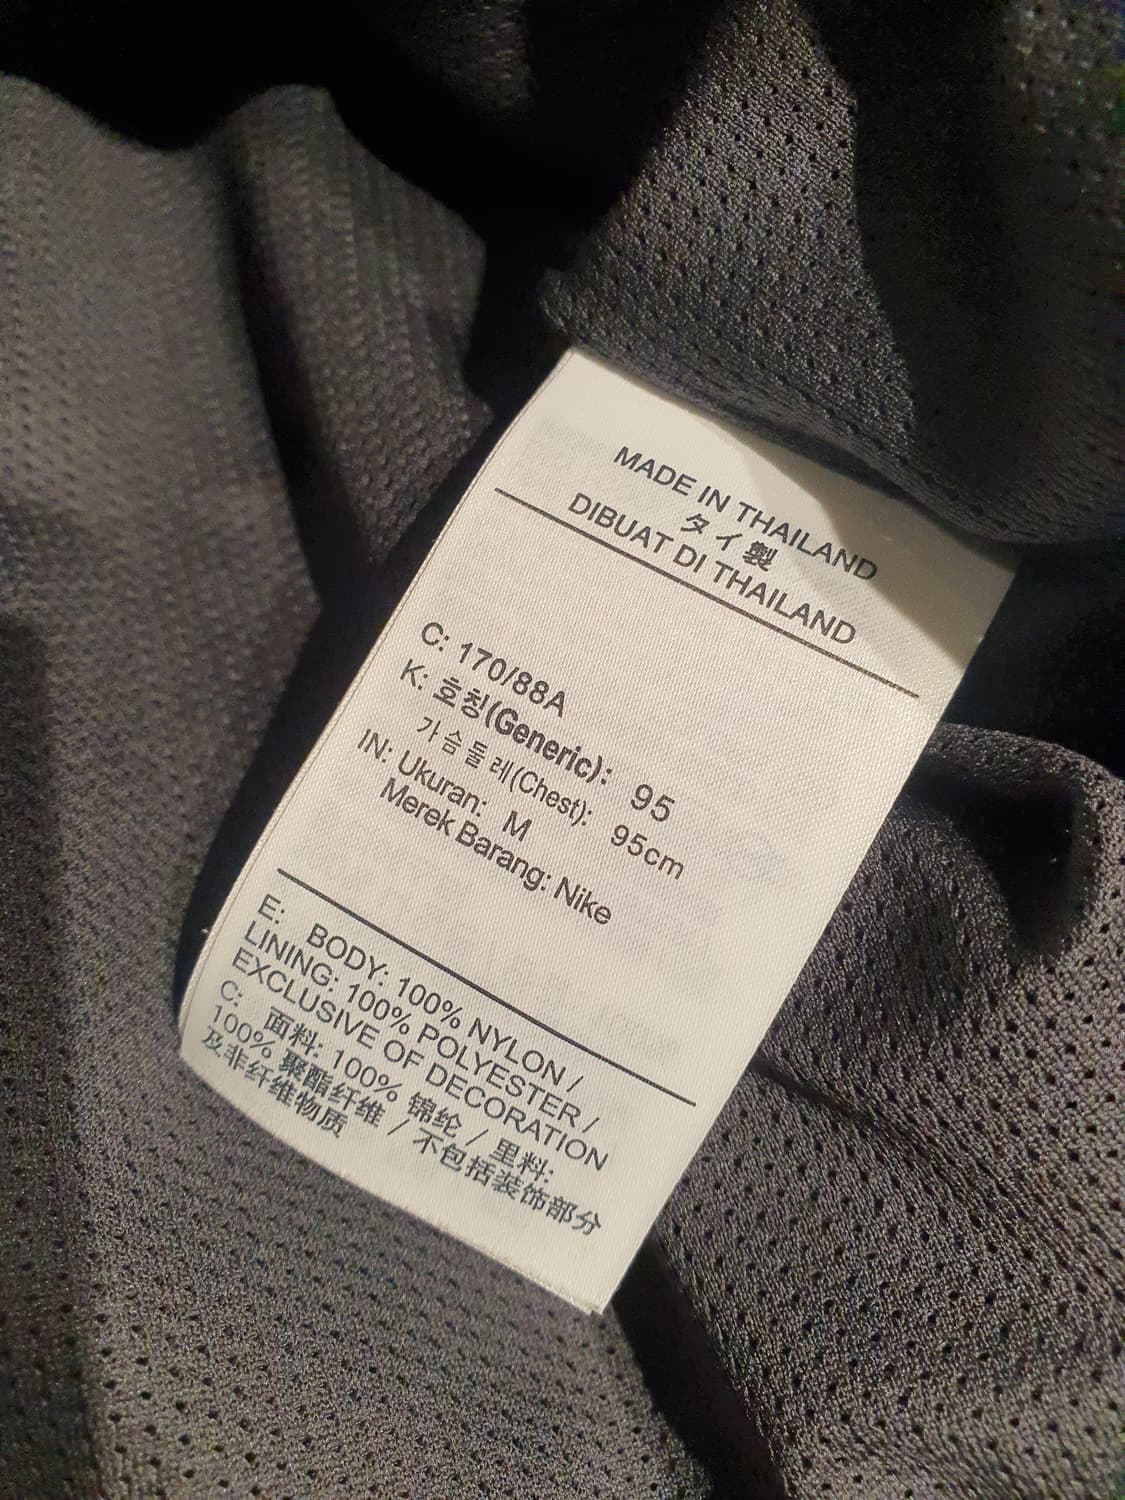 MADE IN THAILAND
タイ製
DIBUAT DI THAILAND
C: 170/88A
K: 호칭(Generic): 95
가슴둘레(Chest): 95cm
IN: Ukuran: M
Merek Barang: Nike
E: BODY: 100% NYLON /
LINING: 100% POLYESTER /
EXCLUSIVE OF DECORATION
C: 面料: 100% 锦纶 / 里料:
100% 聚酯纤维 / 不包括装饰部分
及非纤维物质